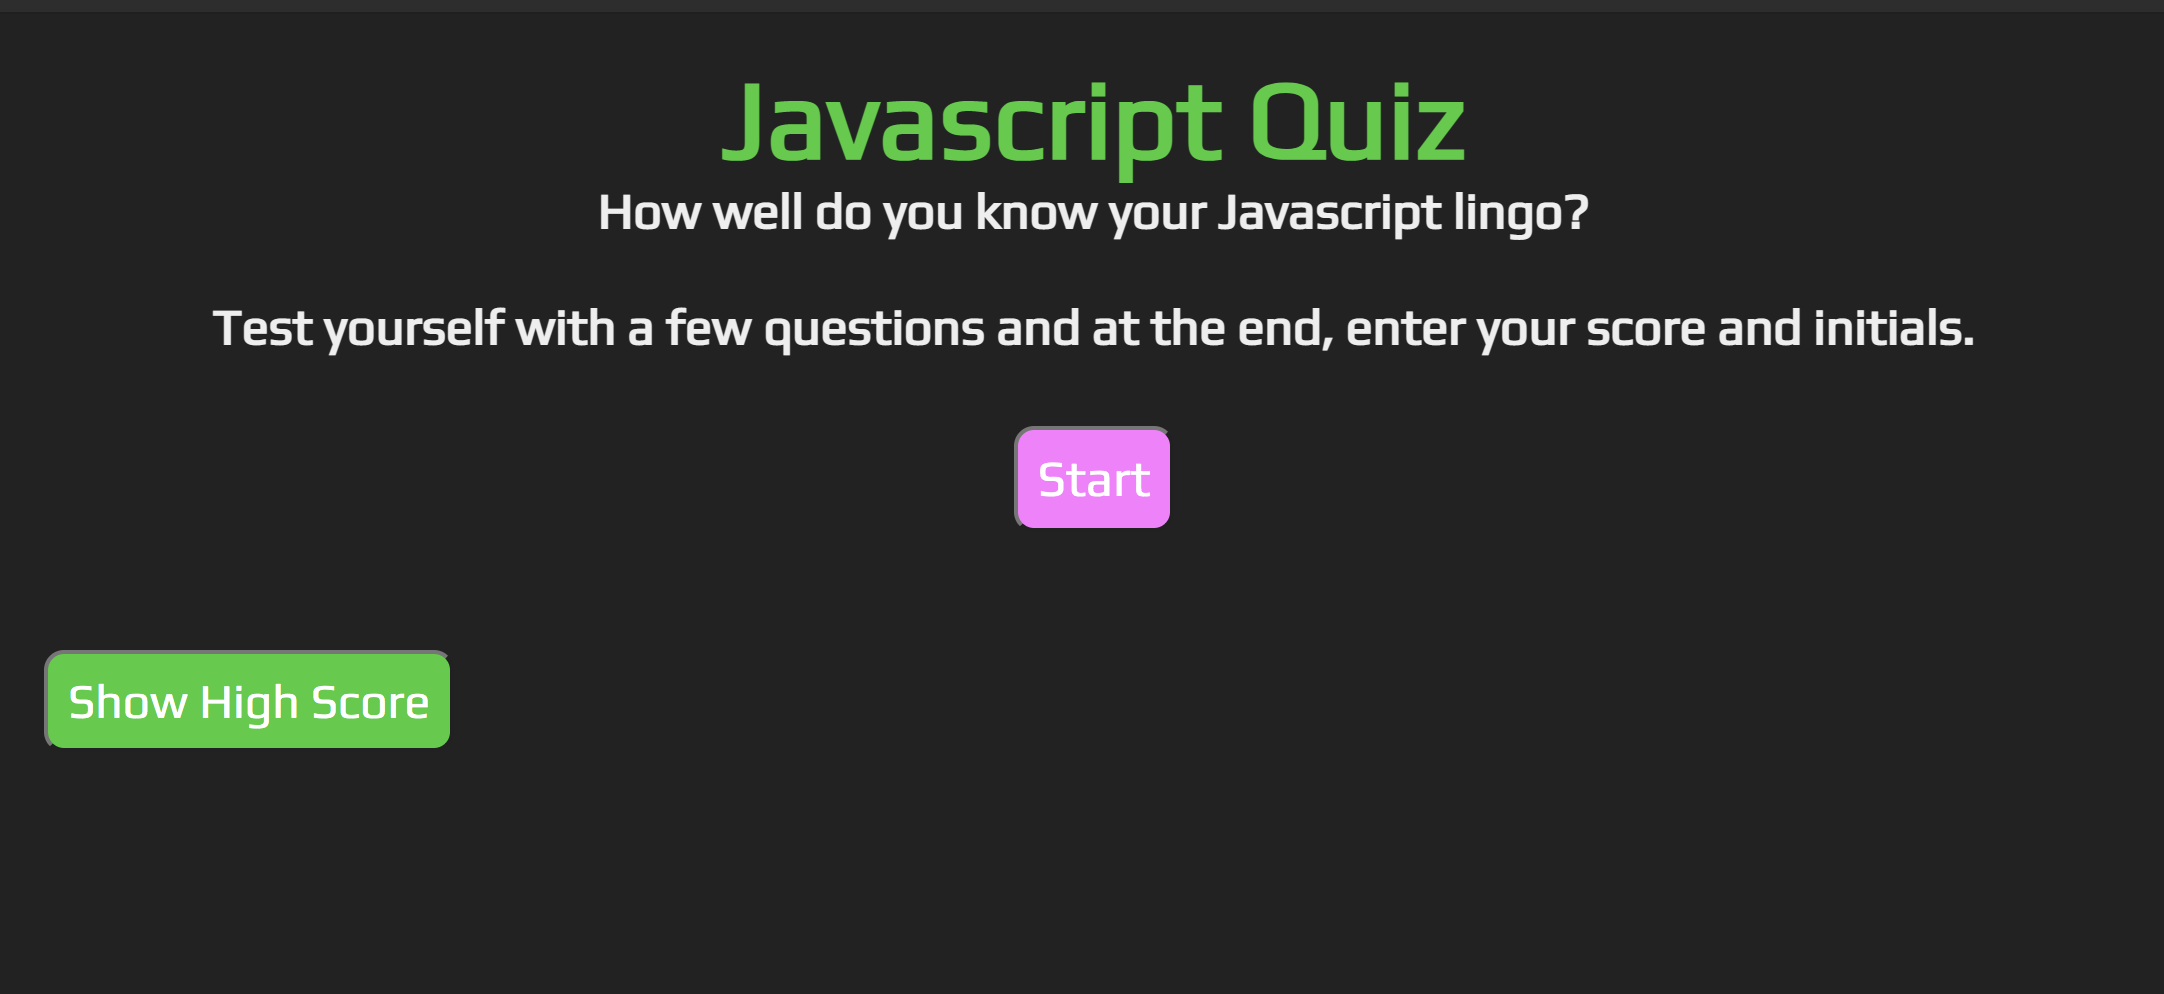 Javascript Quiz
How well do you know your Javascript lingo?
Test yourself with a few questions and at the end, enter your score and initials.
Start
Show High Score